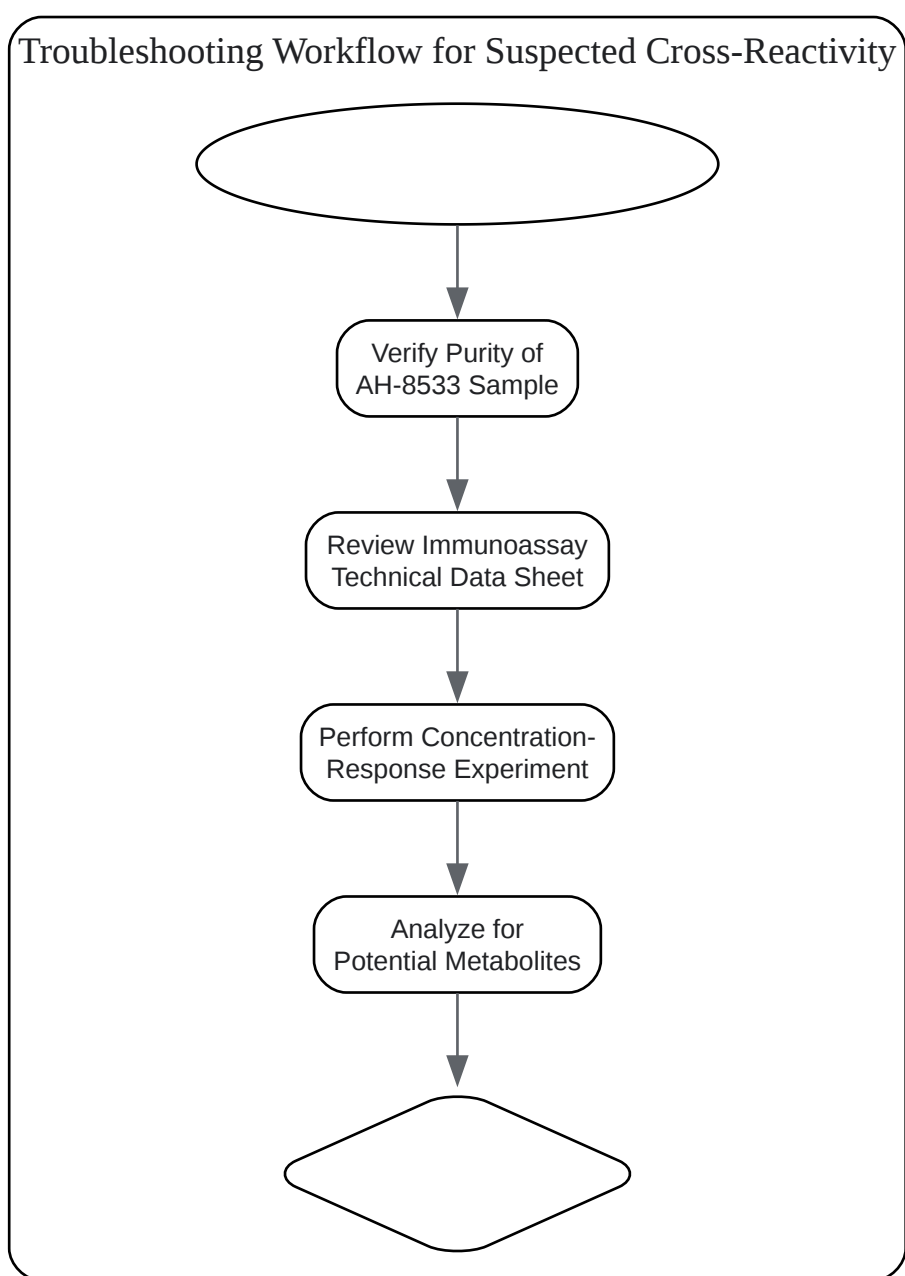 Troubleshooting Workflow for Suspected Cross-Reactivity
Verify Purity of
AH-8533 Sample
Review Immunoassay
Technical Data Sheet
Perform Concentration-
Response Experiment
Analyze for
Potential Metabolites